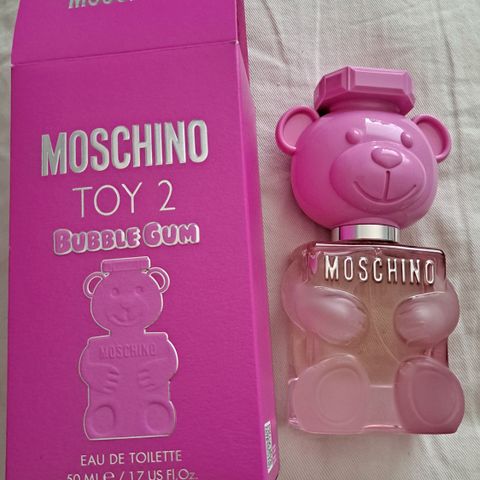 MOSCHINO
MOSCHINO
TOY 2
BUBBLE GUM
MOSCHINO
EAU DE TOILETTE
50 ML e / 1.7 US Fl.Oz.
MOSCHINO